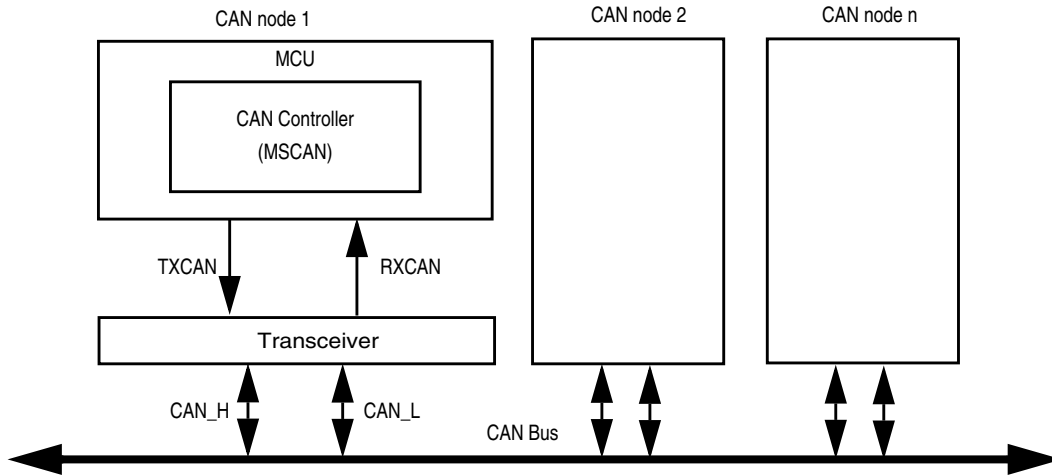 CAN node 1
CAN node 2
CAN node n
MCU
CAN Controller
(MSCAN)
TXCAN
RXCAN
Transceiver
CAN_H
CAN_L
CAN Bus